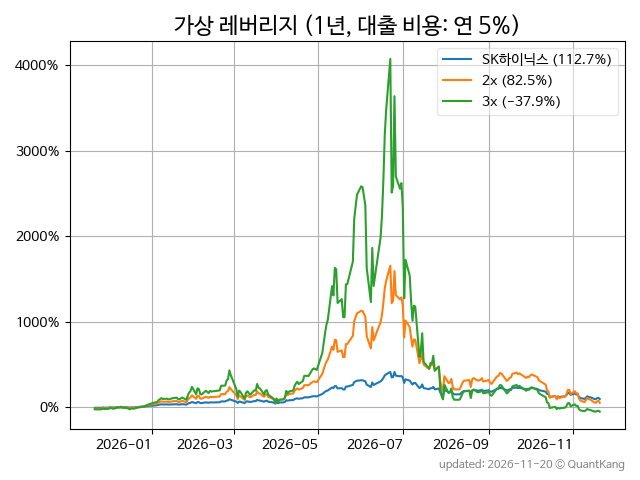 가상 레버리지 (1년, 대출 비용: 연 5%)
SK하이닉스 (112.7%)
2x (82.5%)
3x (−37.9%)
4000%
3000%
2000%
1000%
0%
2026−01 2026−03 2026−05 2026−07 2026−09 2026−11
updated: 2026-11-20 © QuantKang